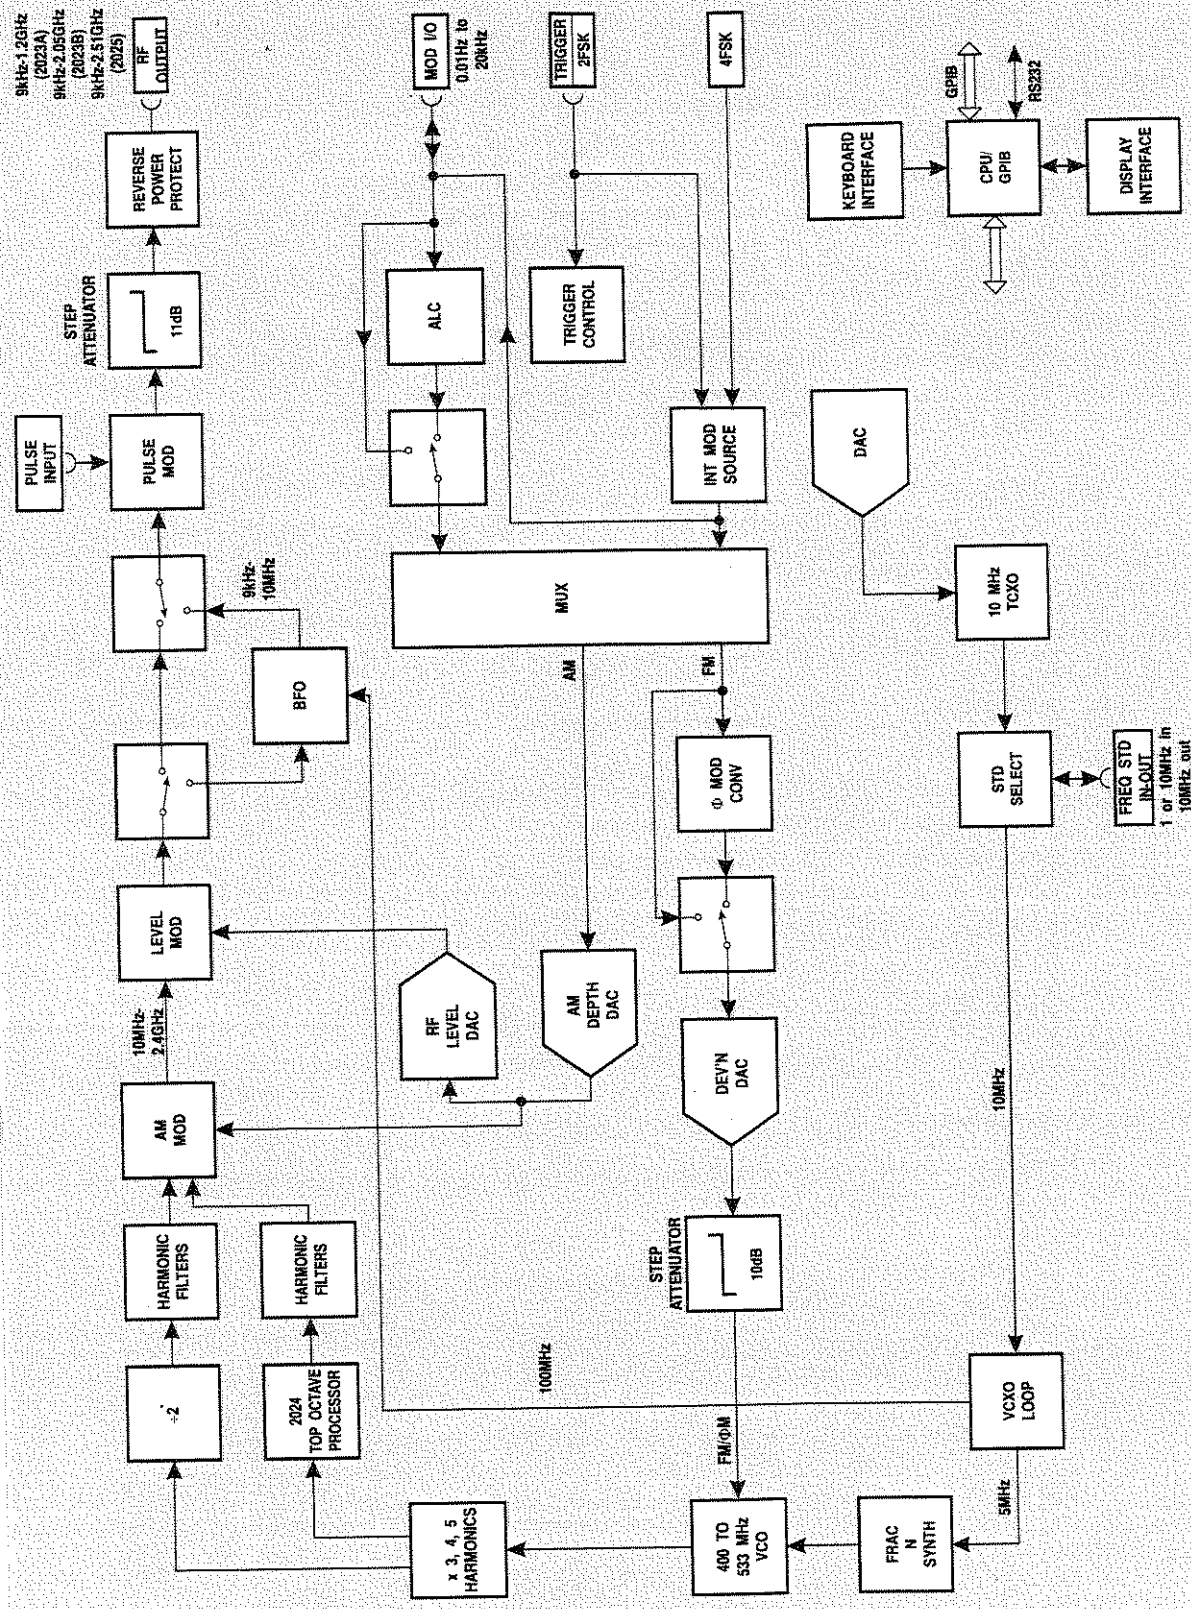 x 3, 4, 5
HARMONICS
÷2
HARMONIC
FILTERS
2024
TOP OCTAVE
PROCESSOR
HARMONIC
FILTERS
AM
MOD
10MHz-
2.4GHz
LEVEL
MOD
BFO
9kHz-
10MHz
PULSE
INPUT
PULSE
MOD
STEP
ATTENUATOR
11dB
REVERSE
POWER
PROTECT
RF
OUTPUT
9kHz-1.2GHz
(2023A)
9kHz-2.05GHz
(2023B)
9kHz-2.51GHz
(2025)
RF
LEVEL
DAC
AM
DEPTH
DAC
AM
FM
MUX
ALC
MOD I/O
0.01Hz to
20kHz
TRIGGER
2FSK
TRIGGER
CONTROL
4FSK
INT MOD
SOURCE
Φ MOD
CONV
DEV'N
DAC
STEP
ATTENUATOR
10dB
FM/ΦM
100MHz
400 TO
533 MHz
VCO
FRAC
N
SYNTH
5MHz
VCXO
LOOP
10MHz
STD
SELECT
FREQ STD
IN-OUT
1 or 10MHz in
10MHz out
10 MHz
TCXO
DAC
KEYBOARD
INTERFACE
CPU/
GPIB
DISPLAY
INTERFACE
GPIB
RS232